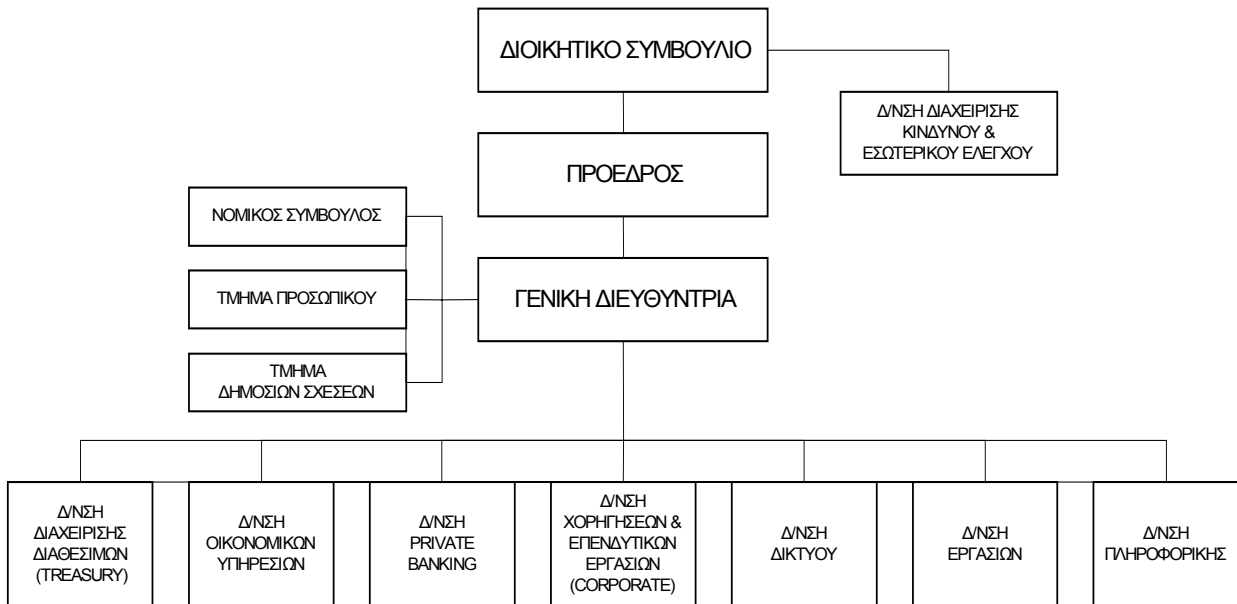 ΔΙΟΙΚΗΤΙΚΟ ΣΥΜΒΟΥΛΙΟ
Δ/ΝΣΗ ΔΙΑΧΕΙΡΙΣΗΣ
ΚΙΝΔΥΝΟΥ &
ΕΣΩΤΕΡΙΚΟΥ ΕΛΕΓΧΟΥ
ΠΡΟΕΔΡΟΣ
ΝΟΜΙΚΟΣ ΣΥΜΒΟΥΛΟΣ
ΤΜΗΜΑ ΠΡΟΣΩΠΙΚΟΥ
ΓΕΝΙΚΗ ΔΙΕΥΘΥΝΤΡΙΑ
ΤΜΗΜΑ
ΔΗΜΟΣΙΩΝ ΣΧΕΣΕΩΝ
Δ/ΝΣΗ
ΔΙΑΧΕΙΡΙΣΗΣ
ΔΙΑΘΕΣΙΜΩΝ
(TREASURY)
Δ/ΝΣΗ
ΟΙΚΟΝΟΜΙΚΩΝ
ΥΠΗΡΕΣΙΩΝ
Δ/ΝΣΗ
PRIVATE
BANKING
Δ/ΝΣΗ
ΧΟΡΗΓΗΣΕΩΝ &
ΕΠΕΝΔΥΤΙΚΩΝ
ΕΡΓΑΣΙΩΝ
(CORPORATE)
Δ/ΝΣΗ
ΔΙΚΤΥΟΥ
Δ/ΝΣΗ
ΕΡΓΑΣΙΩΝ
Δ/ΝΣΗ
ΠΛΗΡΟΦΟΡΙΚΗΣ